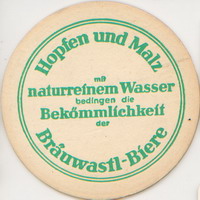 Hopfen und Malz
mit
naturreinem Wasser
bedingen die
Bekömmlichkeit
der
Bräuwastl-Biere